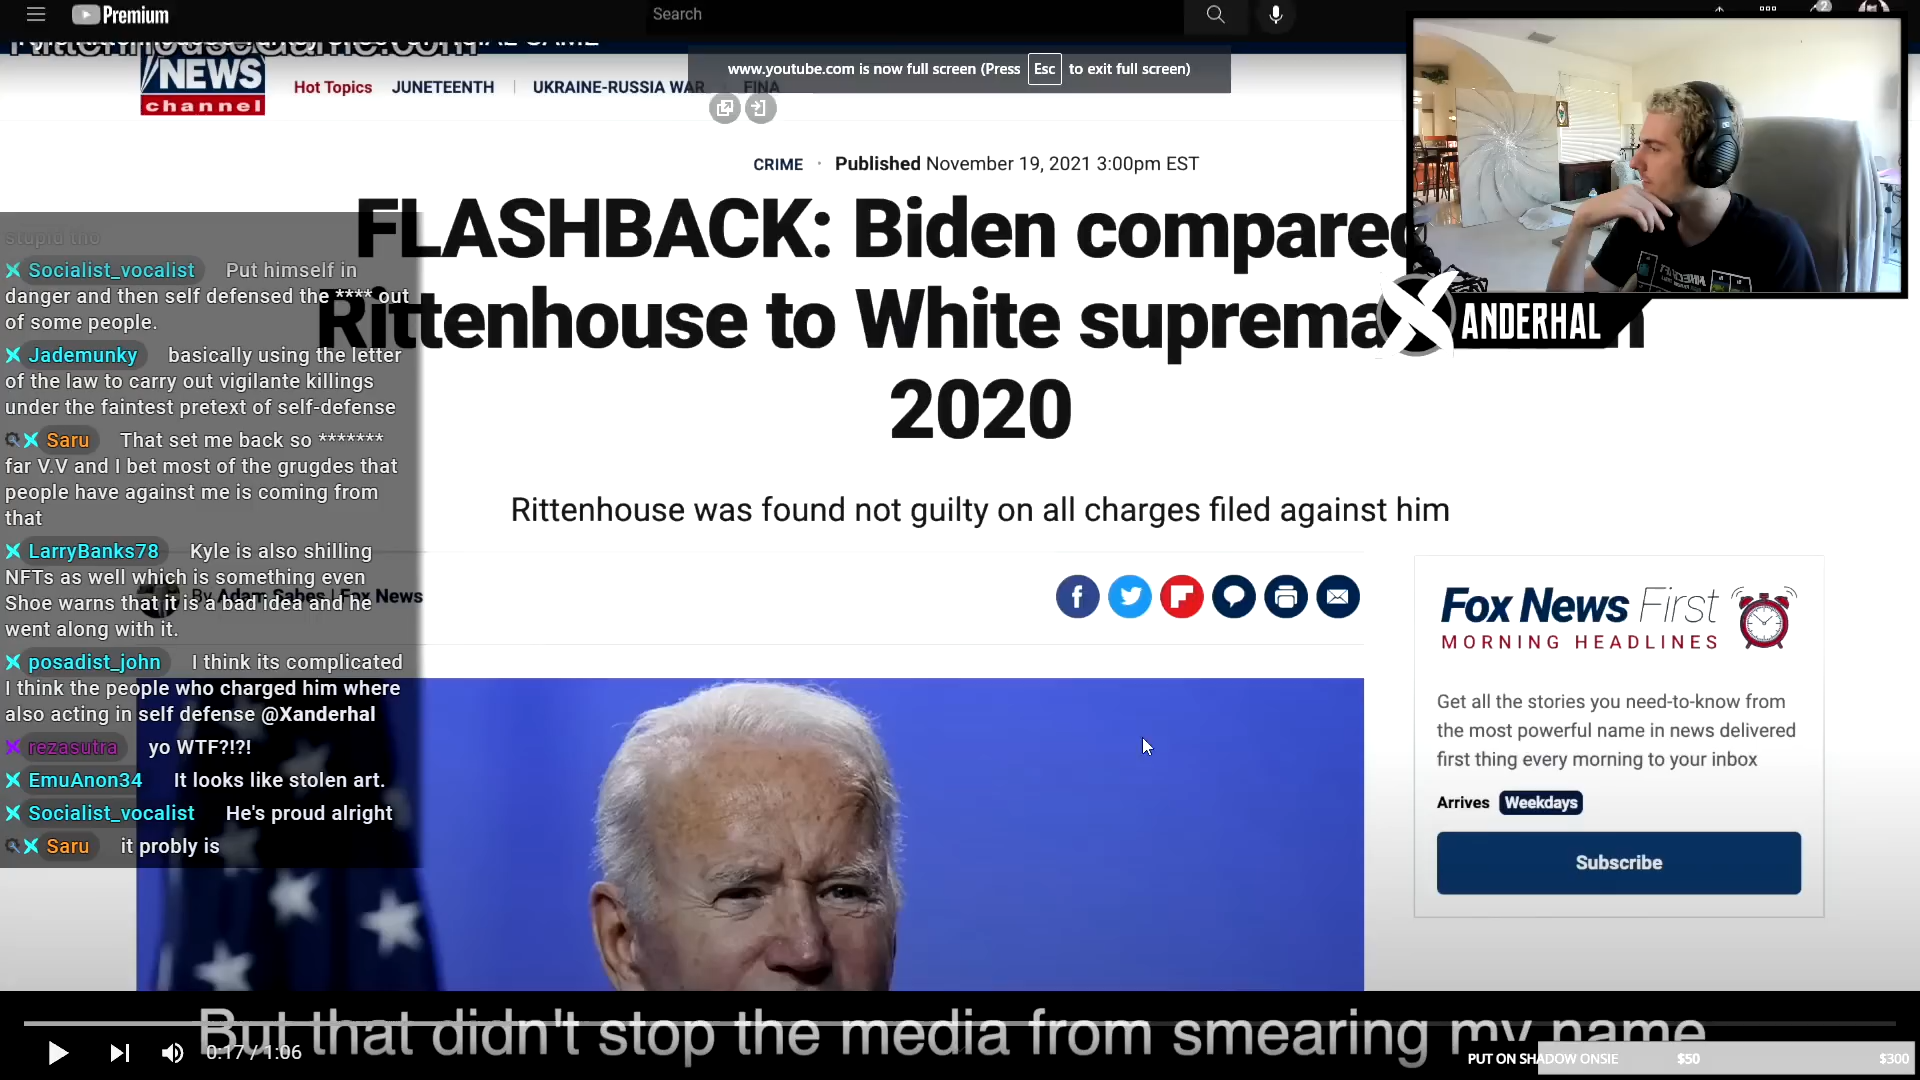 Premium
Search
2
NEWS
channel
Hot Topics
JUNETEENTH
UKRAINE-RUSSIA WAR
FINA
www.youtube.com is now full screen (Press Esc to exit full screen)
CRIME · Published November 19, 2021 3:00pm EST
FLASHBACK: Biden compared
Rittenhouse to White suprema
2020
ANDERHAL
Rittenhouse was found not guilty on all charges filed against him
By Adam Sabes | Fox News
stupid tho
Socialist_vocalist Put himself in
danger and then self defensed the **** out
of some people.
Jademunky basically using the letter
of the law to carry out vigilante killings
under the faintest pretext of self-defense
Saru That set me back so *******
far V.V and I bet most of the grugdes that
people have against me is coming from
that
LarryBanks78 Kyle is also shilling
NFTs as well which is something even
Shoe warns that it is a bad idea and he
went along with it.
posadist_john I think its complicated
I think the people who charged him where
also acting in self defense @Xanderhal
rezasutra yo WTF?!?!
EmuAnon34 It looks like stolen art.
Socialist_vocalist He's proud alright
Saru it probly is
Fox News First
MORNING HEADLINES
Get all the stories you need-to-know from
the most powerful name in news delivered
first thing every morning to your inbox
Arrives Weekdays
Subscribe
But that didn't stop the media from smearing my name
0:17 / 1:06
PUT ON SHADOW ONSIE $50 $300